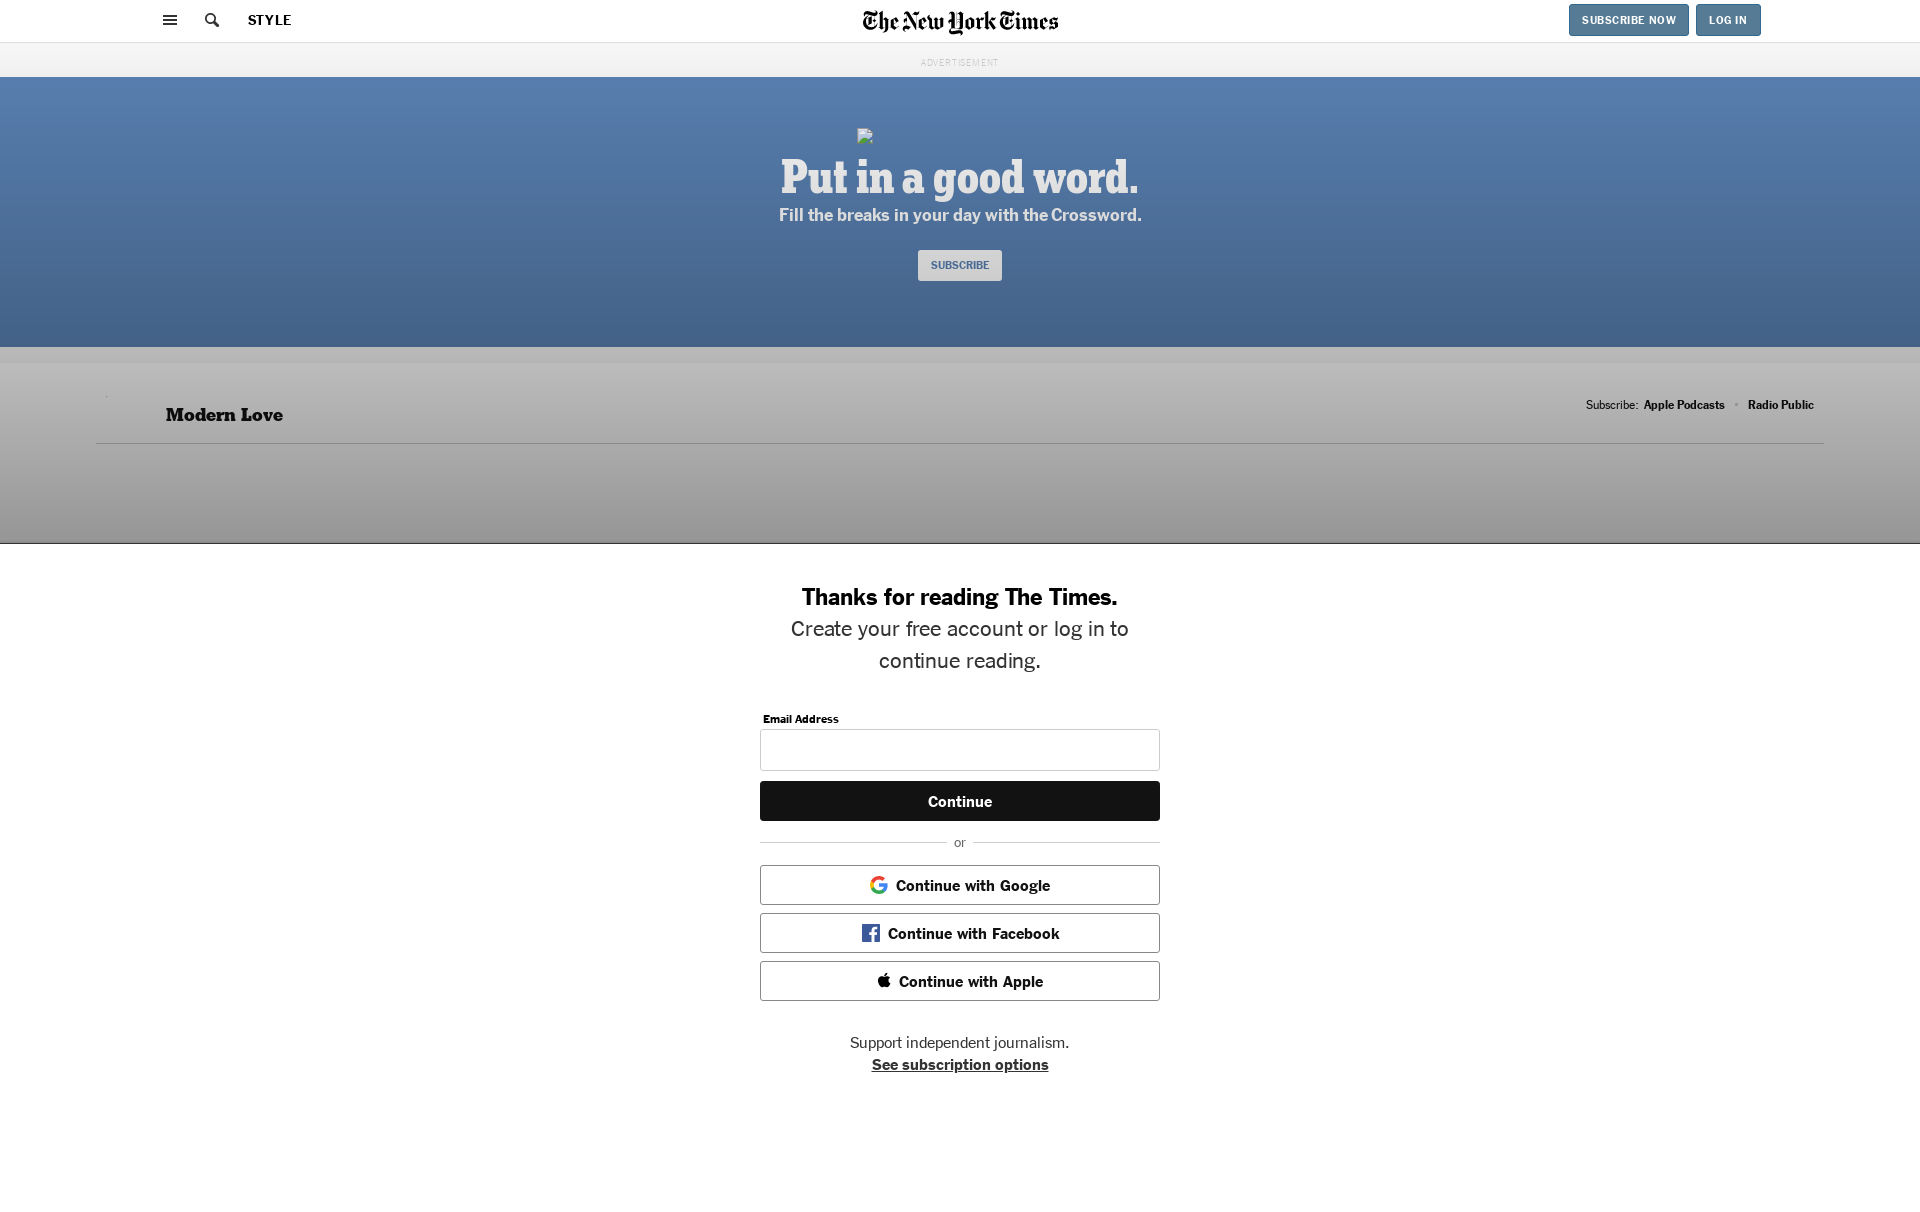 STYLE
The New York Times
SUBSCRIBE NOW
LOG IN
ADVERTISEMENT
Put in a good word.
Fill the breaks in your day with the Crossword.
SUBSCRIBE
Modern Love
Subscribe: Apple Podcasts • Radio Public
Thanks for reading The Times.
Create your free account or log in to
continue reading.
Email Address
Continue
or
Continue with Google
Continue with Facebook
Continue with Apple
Support independent journalism.
See subscription options